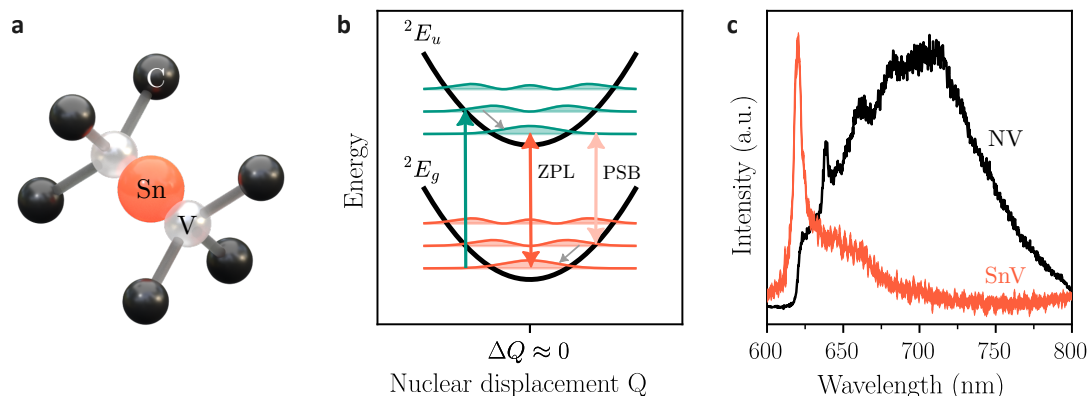 a
C
Sn
V
b
²E_u
²E_g
ZPL
PSB
Energy
ΔQ ≈ 0
Nuclear displacement Q
c
NV
SnV
Intensity (a.u.)
600 650 700 750 800
Wavelength (nm)